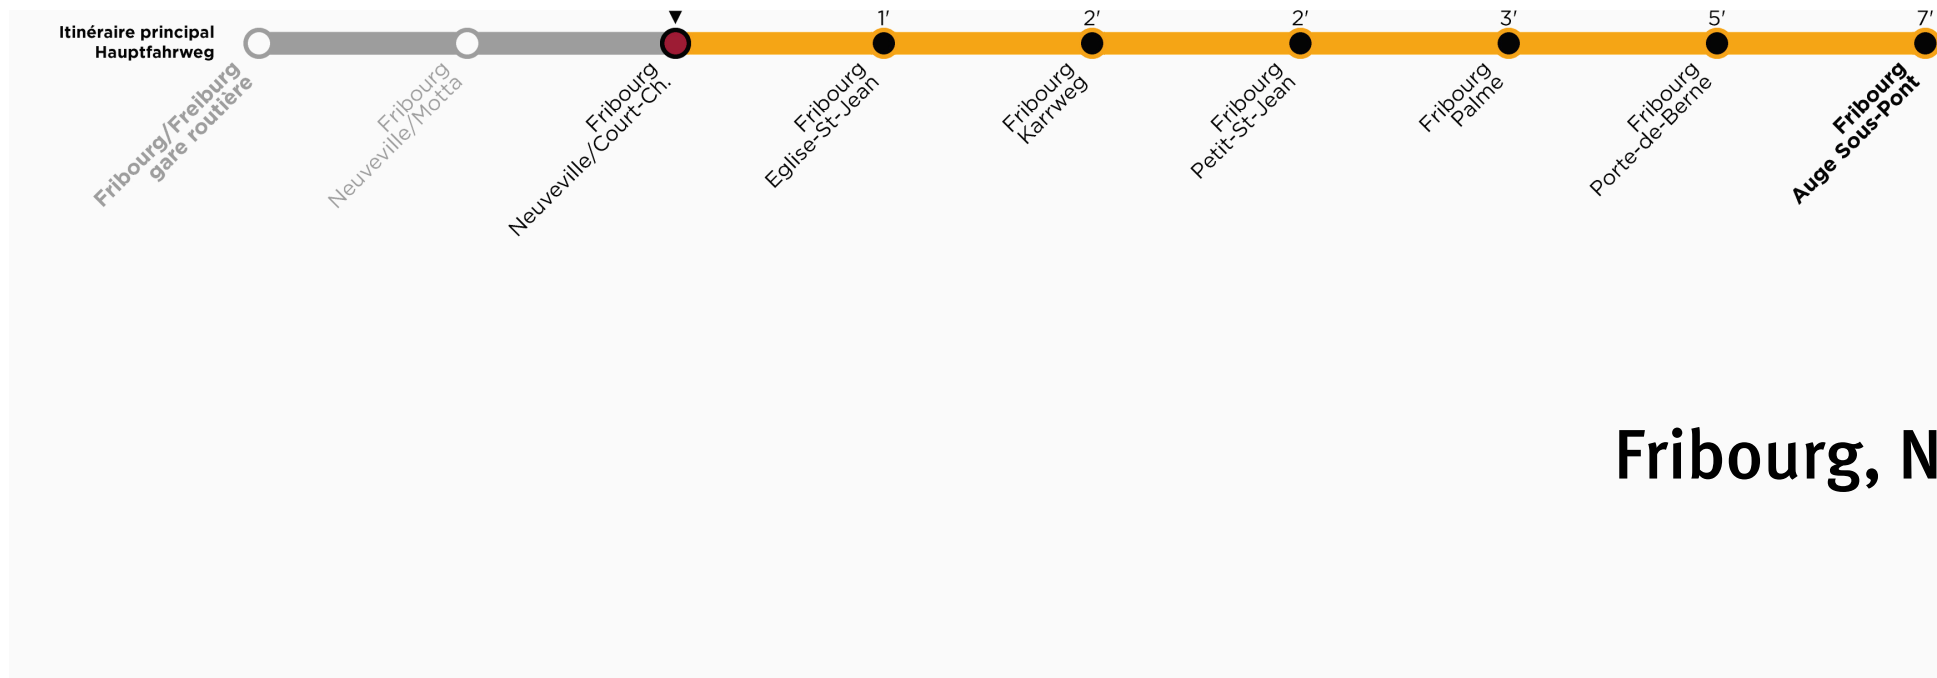 Itinéraire principal
Hauptfahrweg
▼
1'
2'
2'
3'
5'
7'
Fribourg/Freiburg
gare routière
Fribourg
Neuveville/Motta
Fribourg
Neuveville/Court-Ch.
Fribourg
Eglise-St-Jean
Fribourg
Karrweg
Fribourg
Petit-St-Jean
Fribourg
Palme
Fribourg
Porte-de-Berne
Fribourg
Auge Sous-Pont
Fribourg, N